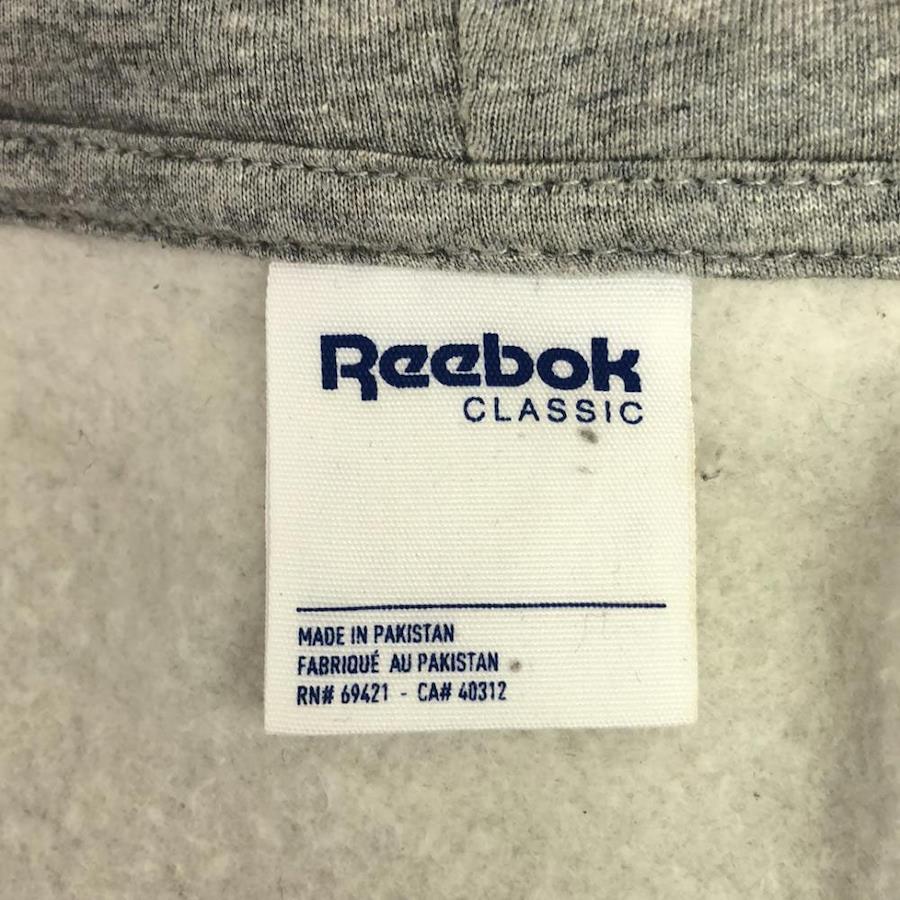 Reebok
CLASSIC
MADE IN PAKISTAN
FABRIQUÉ AU PAKISTAN
RN# 69421 - CA# 40312